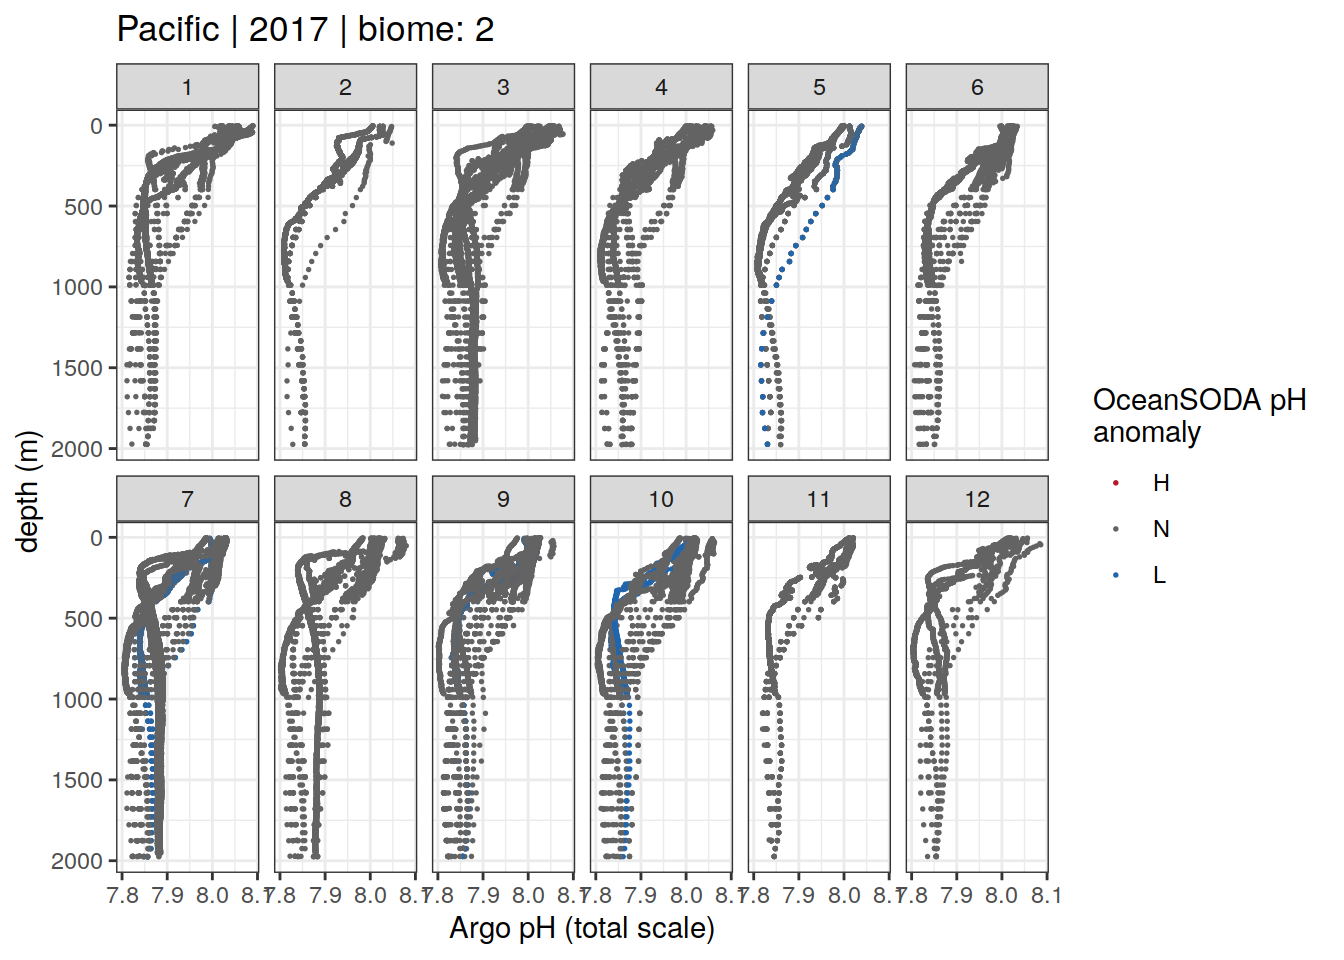 Pacific | 2017 | biome: 2
1 2 3 4 5 6
0
500
1000
1500
2000
depth (m)
7 8 9 10 11 12
0
500
1000
1500
2000
7.8 7.9 8.0 8.1 7.8 7.9 8.0 8.1 7.8 7.9 8.0 8.1 7.8 7.9 8.0 8.1 7.8 7.9 8.0 8.1 7.8 7.9 8.0 8.1
Argo pH (total scale)
OceanSODA pH
anomaly
H
N
L